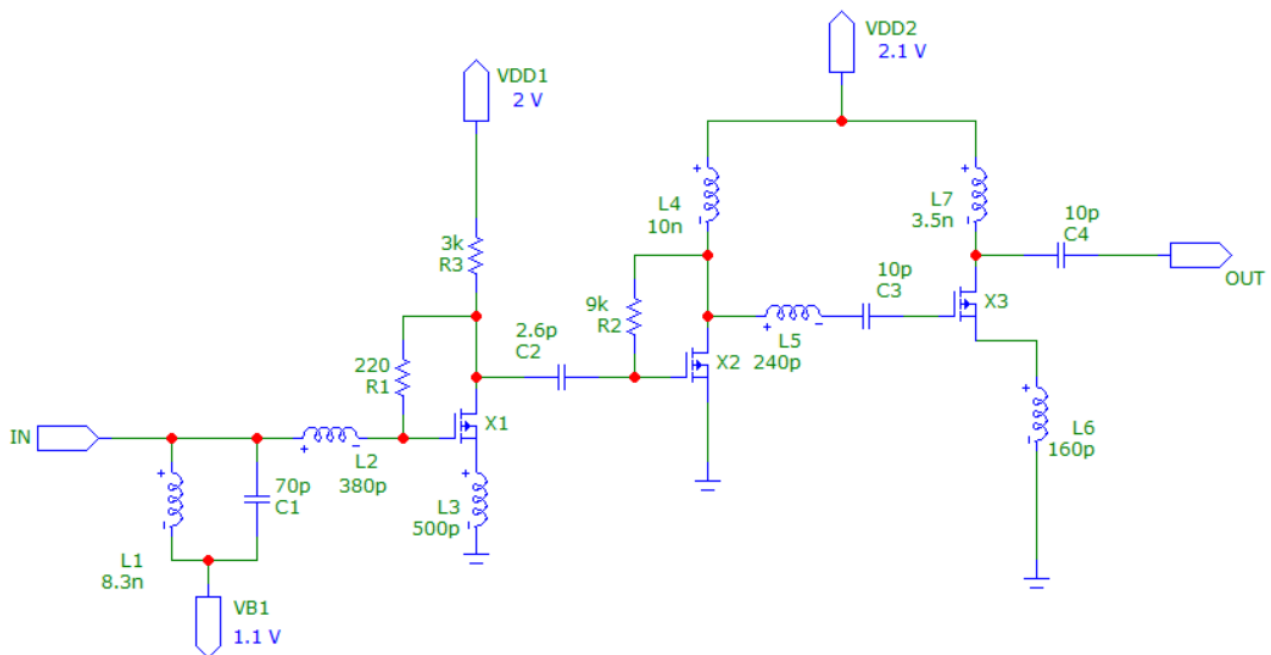 VDD2
2.1 V
VDD1
2 V
L4
10n
L7
3.5n
10p
C4
OUT
3k
R3
9k
R2
10p
C3
X3
2.6p
C2
L5
240p
X2
220
R1
X1
IN
L2
380p
L6
160p
70p
C1
L3
500p
L1
8.3n
VB1
1.1 V
+
-
+
-
+
-
+
-
+
-
+
-
+
-